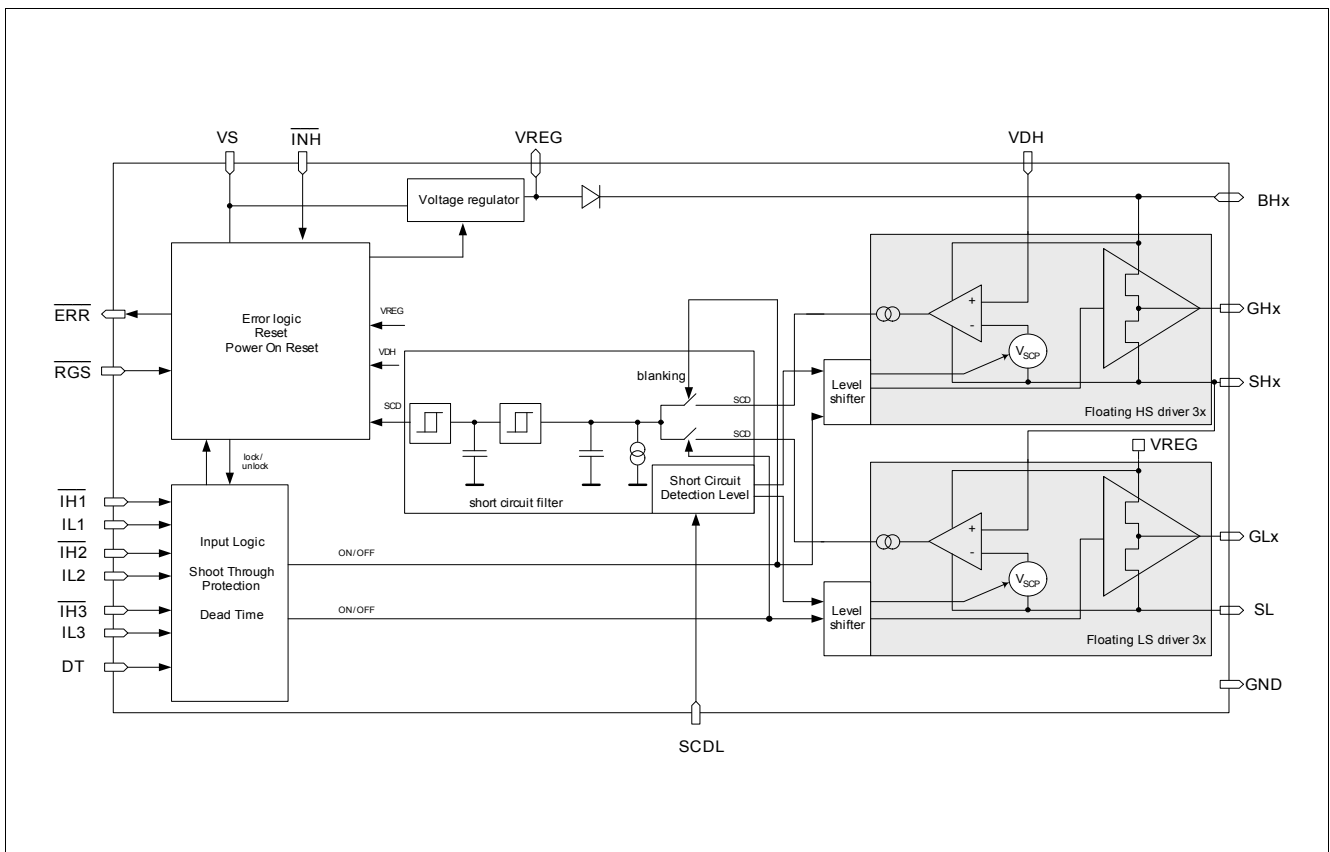 VS
INH
VREG
VDH
Voltage regulator
BHx
ERR
Error logic
Reset
Power On Reset
VREG
VDH
SCD
RGS
blanking
SCD
SCD
+
-
VSCP
GHx
SHx
Level
shifter
Floating HS driver 3x
lock/
unlock
short circuit filter
Short Circuit
Detection Level
VREG
IH1
IL1
IH2
IL2
IH3
IL3
DT
Input Logic
Shoot Through
Protection
Dead Time
ON/OFF
ON/OFF
+
-
VSCP
GLx
SL
Level
shifter
Floating LS driver 3x
GND
SCDL